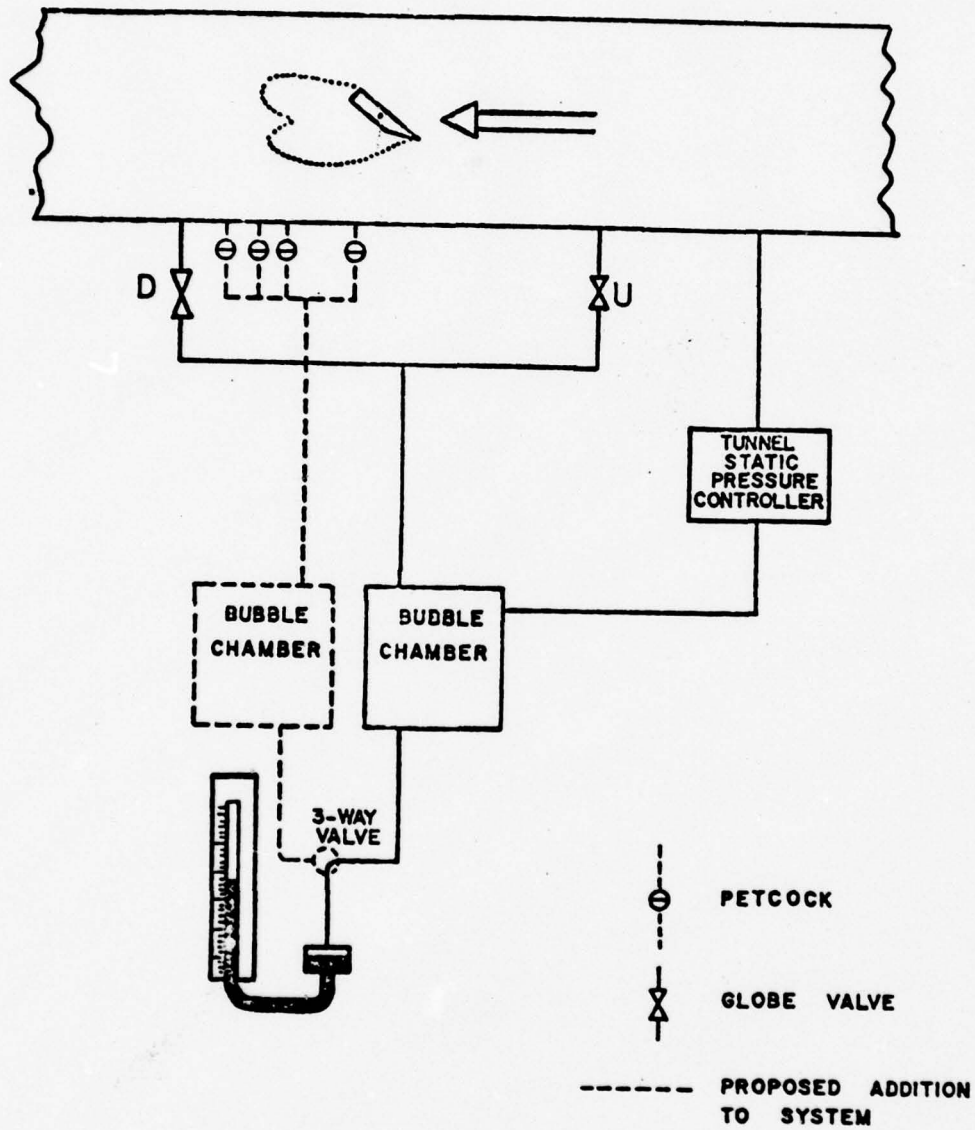 D
U
TUNNEL
STATIC
PRESSURE
CONTROLLER
BUBBLE
CHAMBER
BUBBLE
CHAMBER
3-WAY
VALVE
PETCOCK
GLOBE VALVE
PROPOSED ADDITION
TO SYSTEM